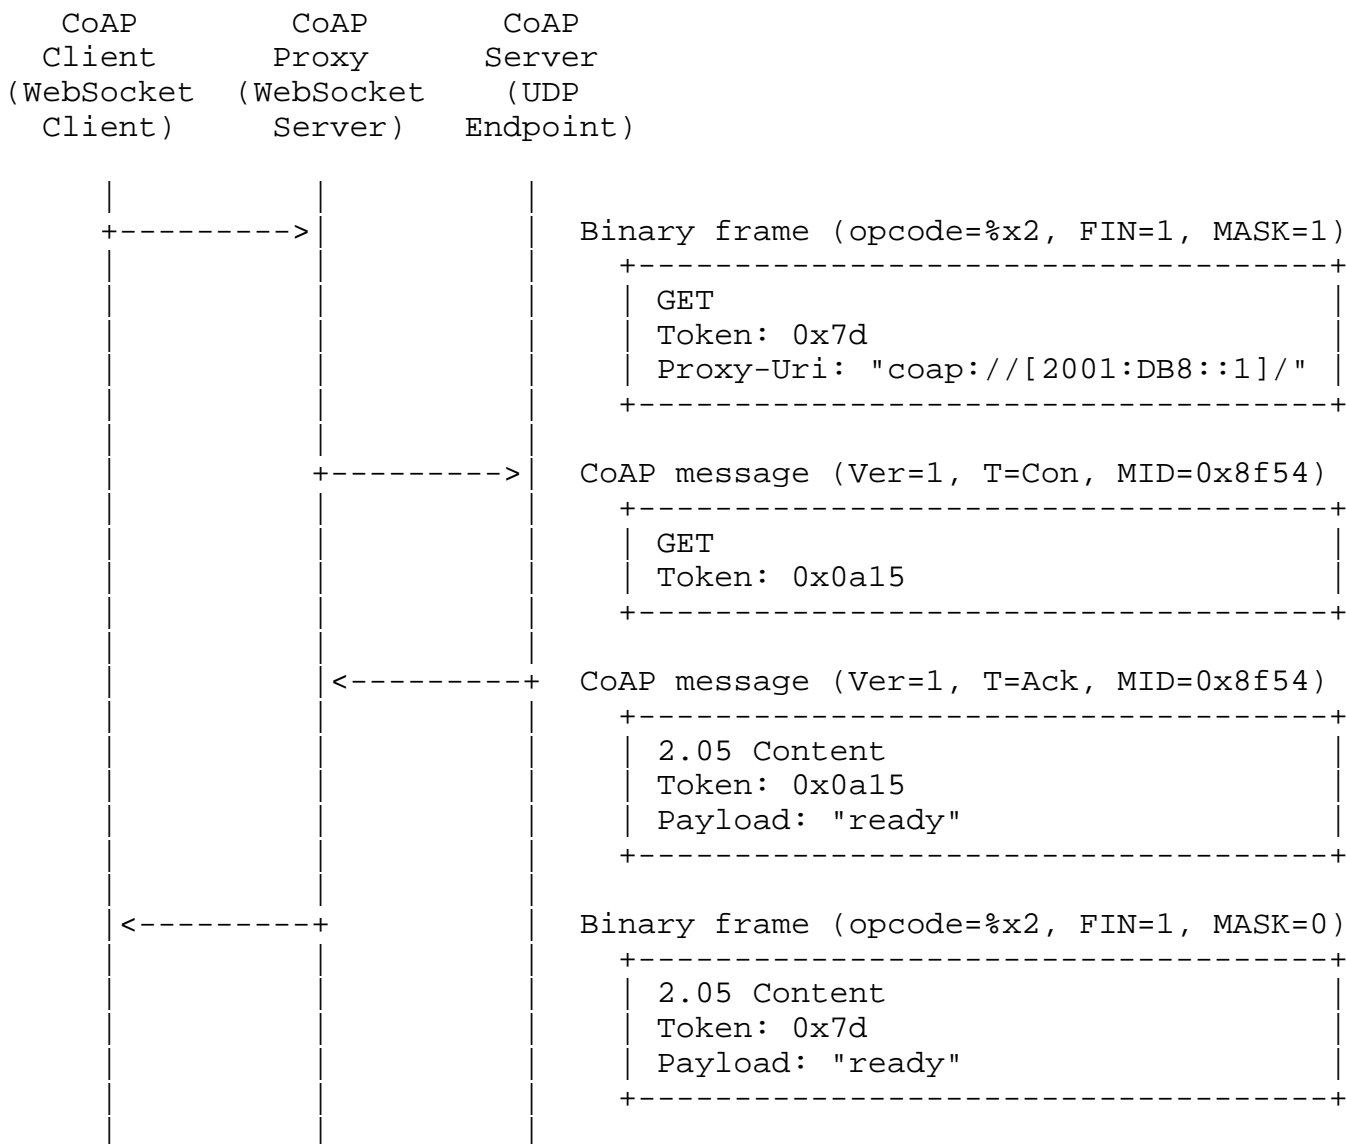 CoAP CoAP CoAP
Client Proxy Server
(WebSocket (WebSocket (UDP
Client) Server) Endpoint)
| | |
+--------->| | Binary frame (opcode=%x2, FIN=1, MASK=1)
| | | +------------------------------------+
| | | | GET |
| | | | Token: 0x7d |
| | | | Proxy-Uri: "coap://[2001:DB8::1]/" |
| | | +------------------------------------+
| | |
| +--------->| CoAP message (Ver=1, T=Con, MID=0x8f54)
| | | +------------------------------------+
| | | | GET |
| | | | Token: 0x0a15 |
| | | +------------------------------------+
| | |
| |<---------+ CoAP message (Ver=1, T=Ack, MID=0x8f54)
| | | +------------------------------------+
| | | | 2.05 Content |
| | | | Token: 0x0a15 |
| | | | Payload: "ready" |
| | | +------------------------------------+
| | |
|<---------+ | Binary frame (opcode=%x2, FIN=1, MASK=0)
| | | +------------------------------------+
| | | | 2.05 Content |
| | | | Token: 0x7d |
| | | | Payload: "ready" |
| | | +------------------------------------+
| | |